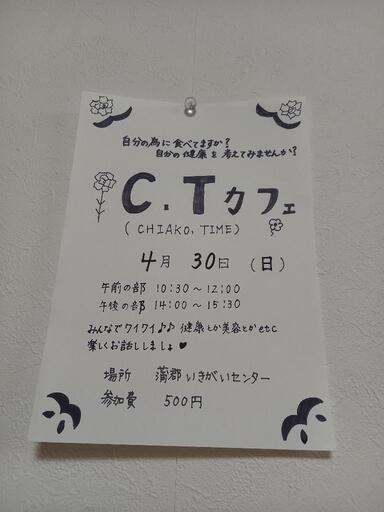 自分の為に食べてますか?
自分の健康を考えてみませんか?
C.Tカフェ
(CHIAKO, TIME)
4月 30日 (日)
午前の部 10:30~12:00
午後の部 14:00~15:30
みんなでワイワイ♪♪ 健康とか美容とかetc
楽しくお話ししましょ♥
場所 蒲郡いきがいセンター
参加費 500円